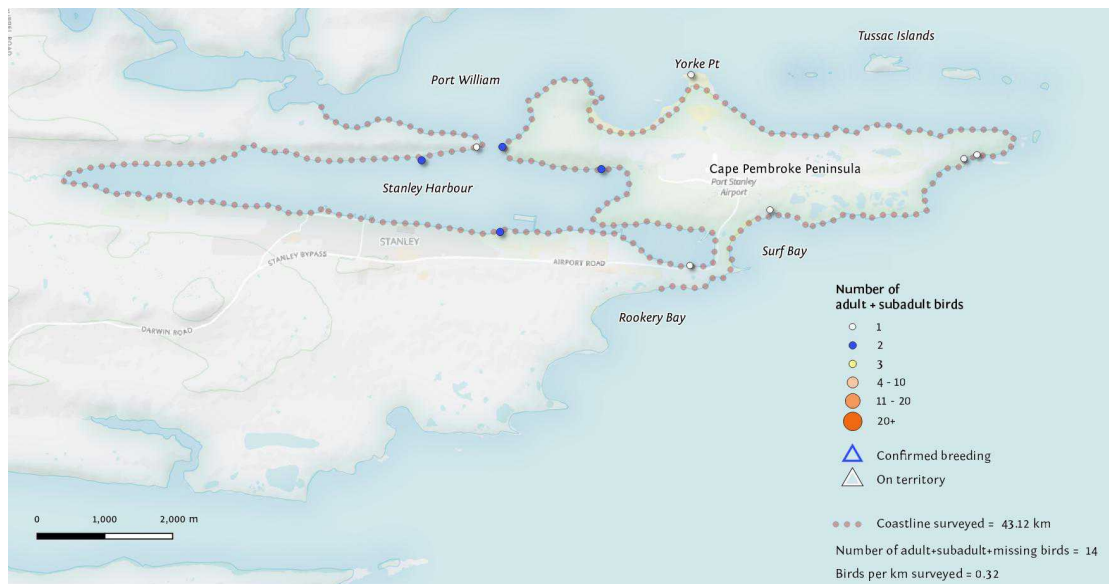 Tussac Islands
Yorke Pt
Port William
Cape Pembroke Peninsula
Port Stanley
Airport
Stanley Harbour
STANLEY
Surf Bay
STANLEY BYPASS
AIRPORT ROAD
Rookery Bay
DARWIN ROAD
Number of
adult + subadult birds
1
2
3
4 - 10
11 - 20
20+
Confirmed breeding
On territory
0 1,000 2,000 m
Coastline surveyed = 43.12 km
Number of adult+subadult+missing birds = 14
Birds per km surveyed = 0.32